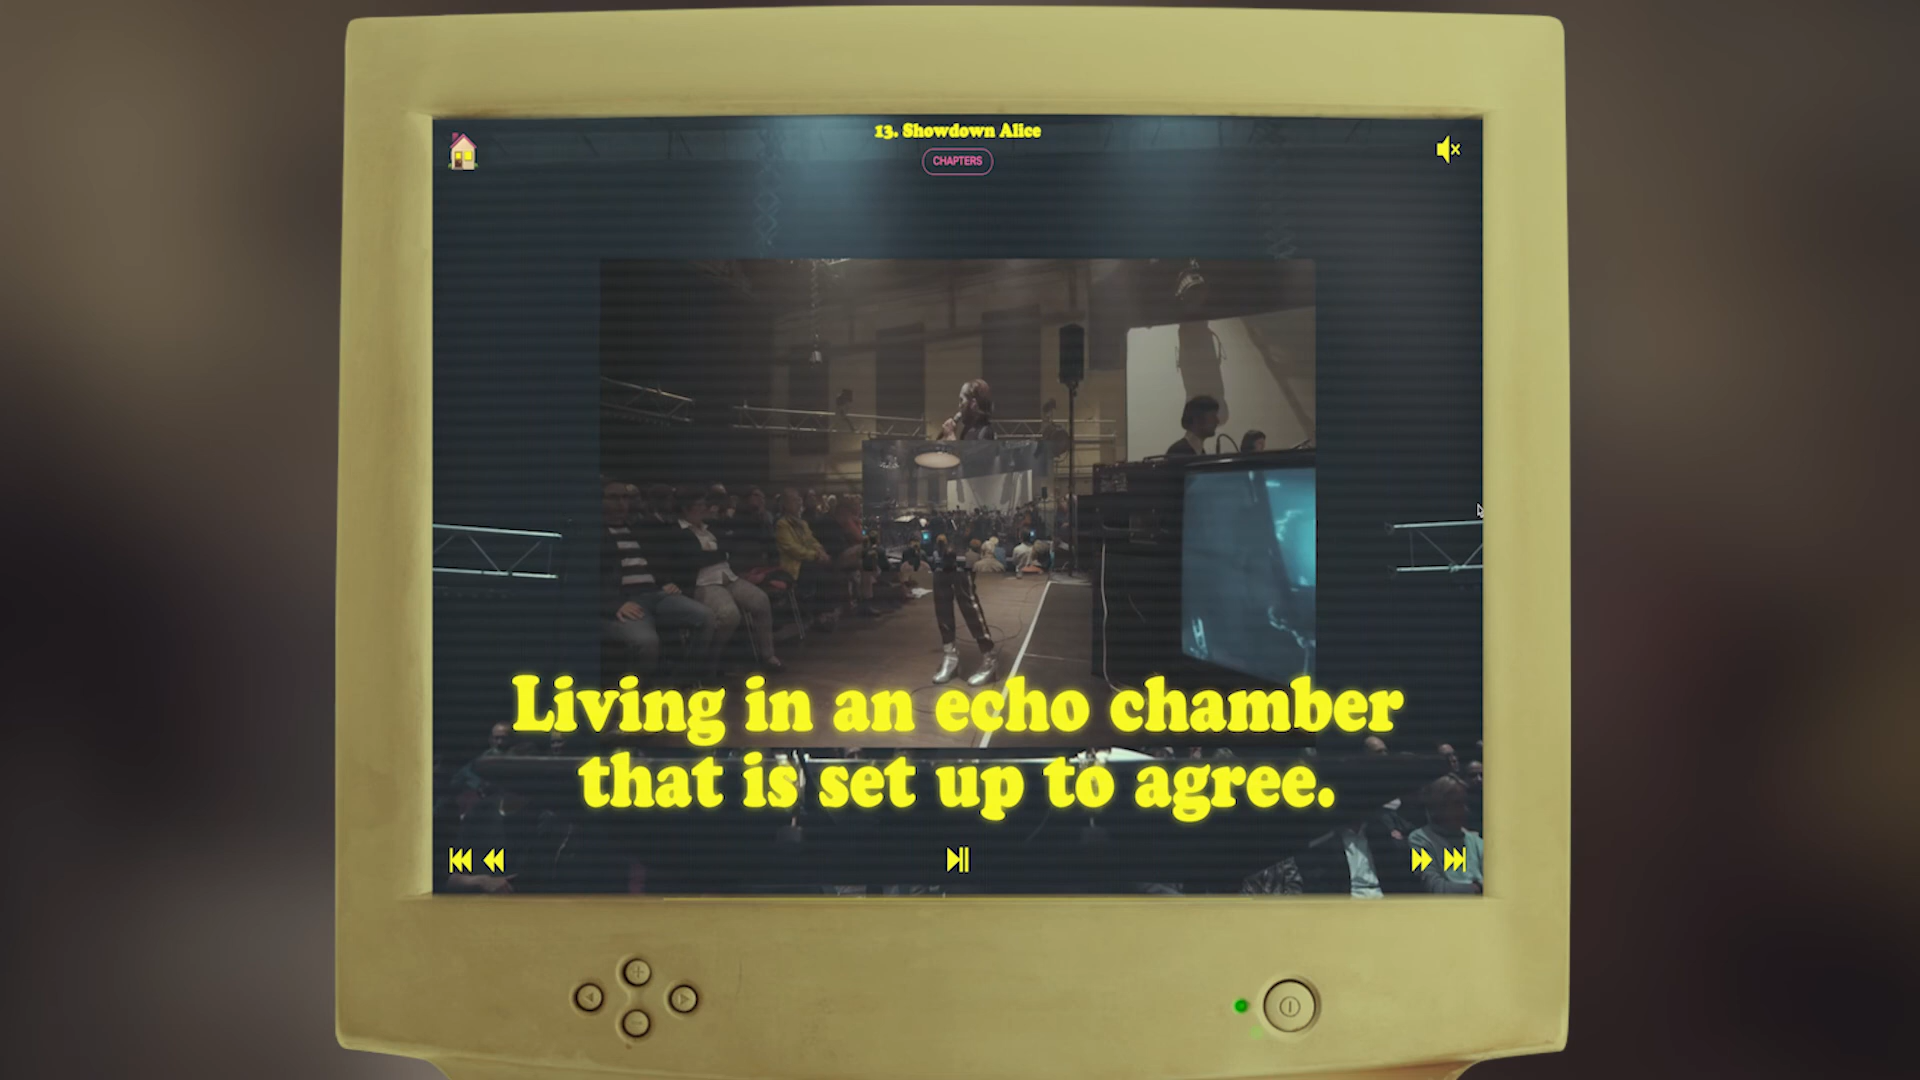 13. Showdown Alice
CHAPTERS
Living in an echo chamber
that is set up to agree.